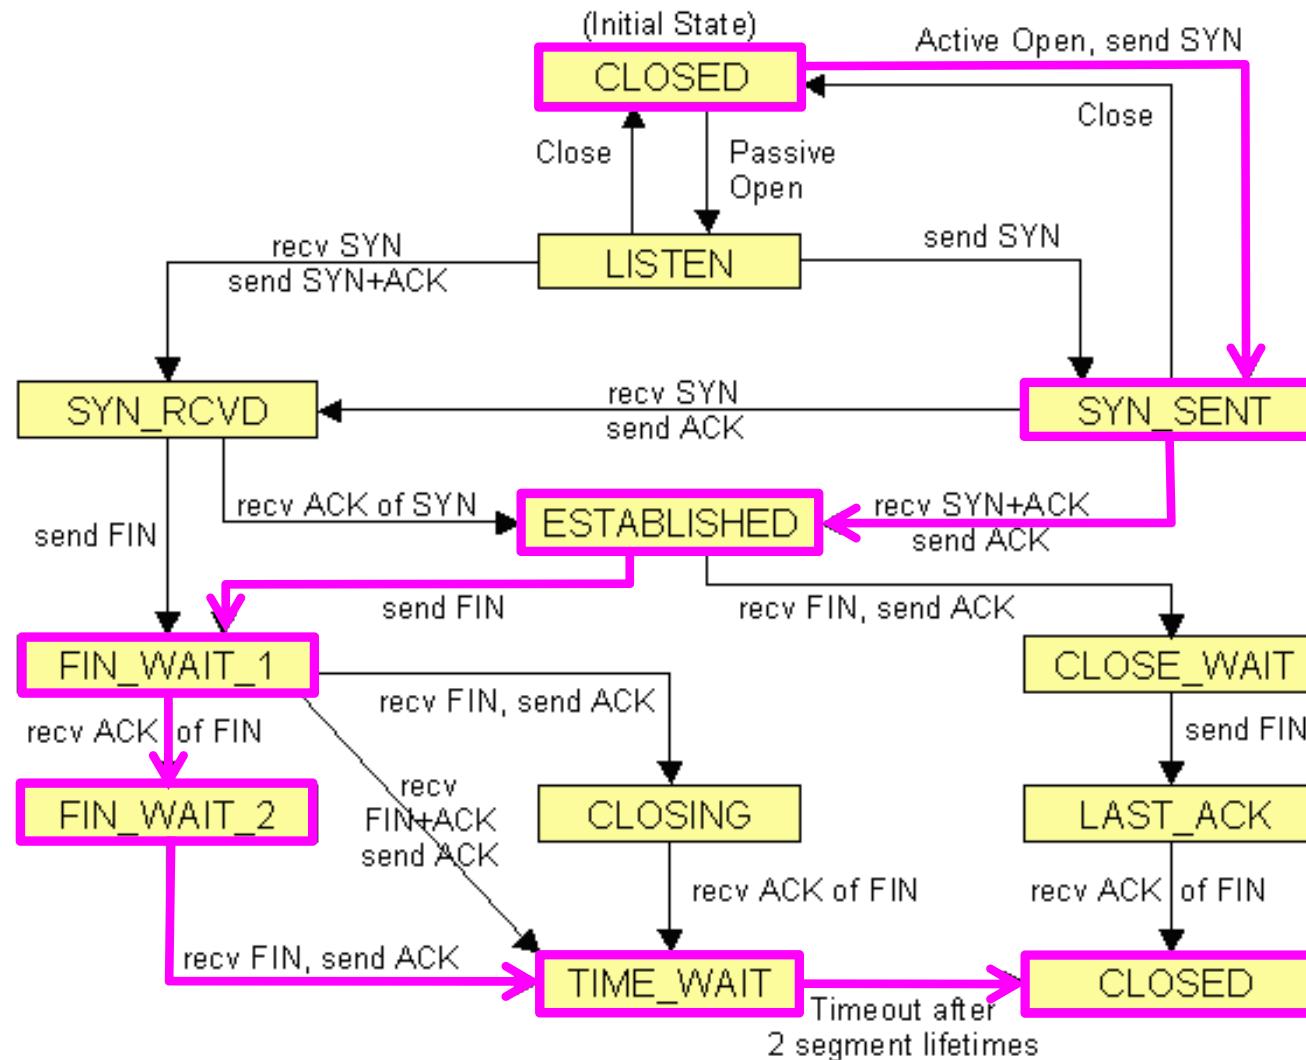 (Initial State)
CLOSED
Active Open, send SYN
Close
Close
Passive
Open
recv SYN
send SYN+ACK
LISTEN
send SYN
SYN_RCVD
recv SYN
send ACK
SYN_SENT
send FIN
recv ACK of SYN
ESTABLISHED
recv SYN+ACK
send ACK
send FIN
recv FIN, send ACK
FIN_WAIT_1
CLOSE_WAIT
recv ACK of FIN
recv FIN, send ACK
send FIN
FIN_WAIT_2
recv
FIN+ACK
send ACK
CLOSING
LAST_ACK
recv ACK of FIN
recv ACK of FIN
recv FIN, send ACK
TIME_WAIT
Timeout after
2 segment lifetimes
CLOSED